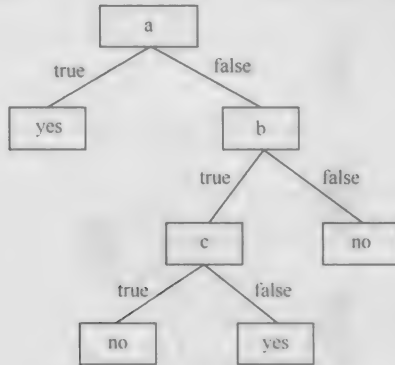 a
true false
yes b
true false
c no
true false
no yes